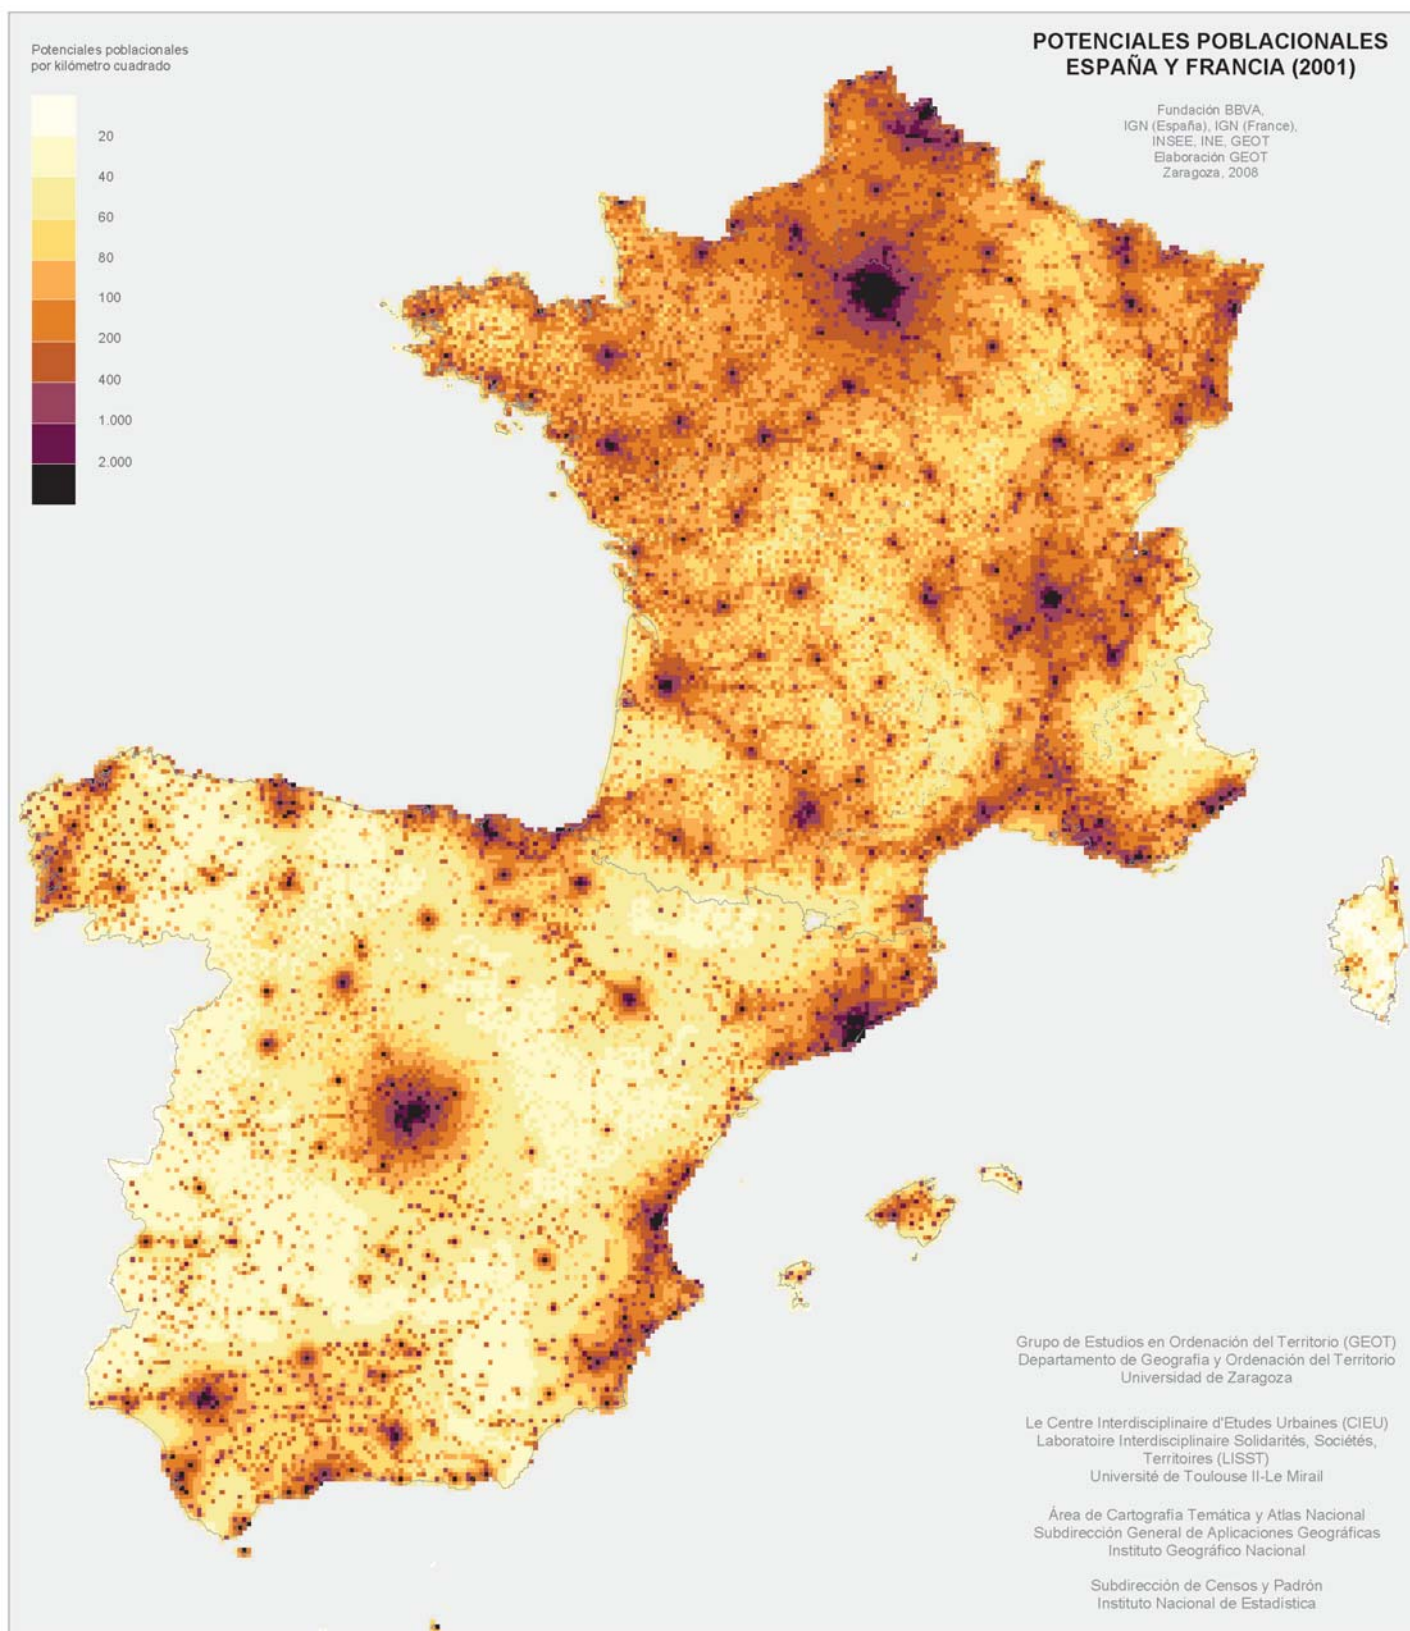 Potenciales poblacionales
por kilómetro cuadrado
20
40
60
80
100
200
400
1.000
2.000
POTENCIALES POBLACIONALES
ESPAÑA Y FRANCIA (2001)
Fundación BBVA,
IGN (España), IGN (France),
INSEE, INE, GEOT
Elaboración GEOT
Zaragoza, 2008
Grupo de Estudios en Ordenación del Territorio (GEOT)
Departamento de Geografía y Ordenación del Territorio
Universidad de Zaragoza
Le Centre Interdisciplinaire d'Etudes Urbaines (CIEU)
Laboratoire Interdisciplinaire Solidarités, Sociétés,
Territoires (LISST)
Université de Toulouse II-Le Mirail
Área de Cartografía Temática y Atlas Nacional
Subdirección General de Aplicaciones Geográficas
Instituto Geográfico Nacional
Subdirección de Censos y Padrón
Instituto Nacional de Estadística